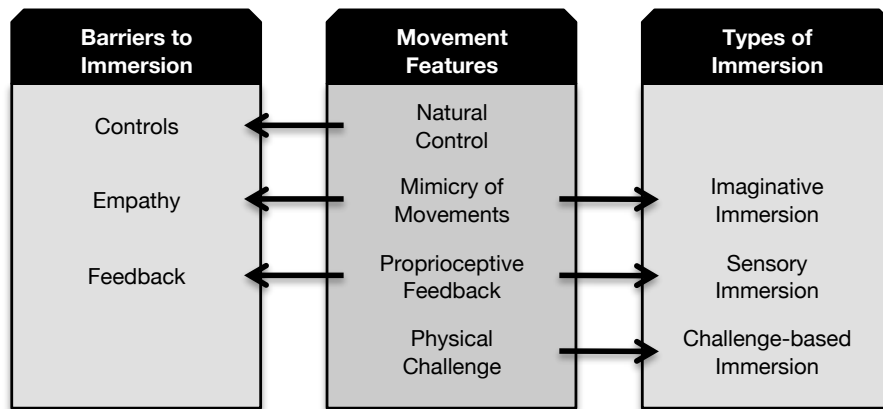 Barriers to
Immersion
Controls
Empathy
Feedback
Movement
Features
Natural
Control
Mimicry of
Movements
Proprioceptive
Feedback
Physical
Challenge
Types of
Immersion
Imaginative
Immersion
Sensory
Immersion
Challenge-based
Immersion